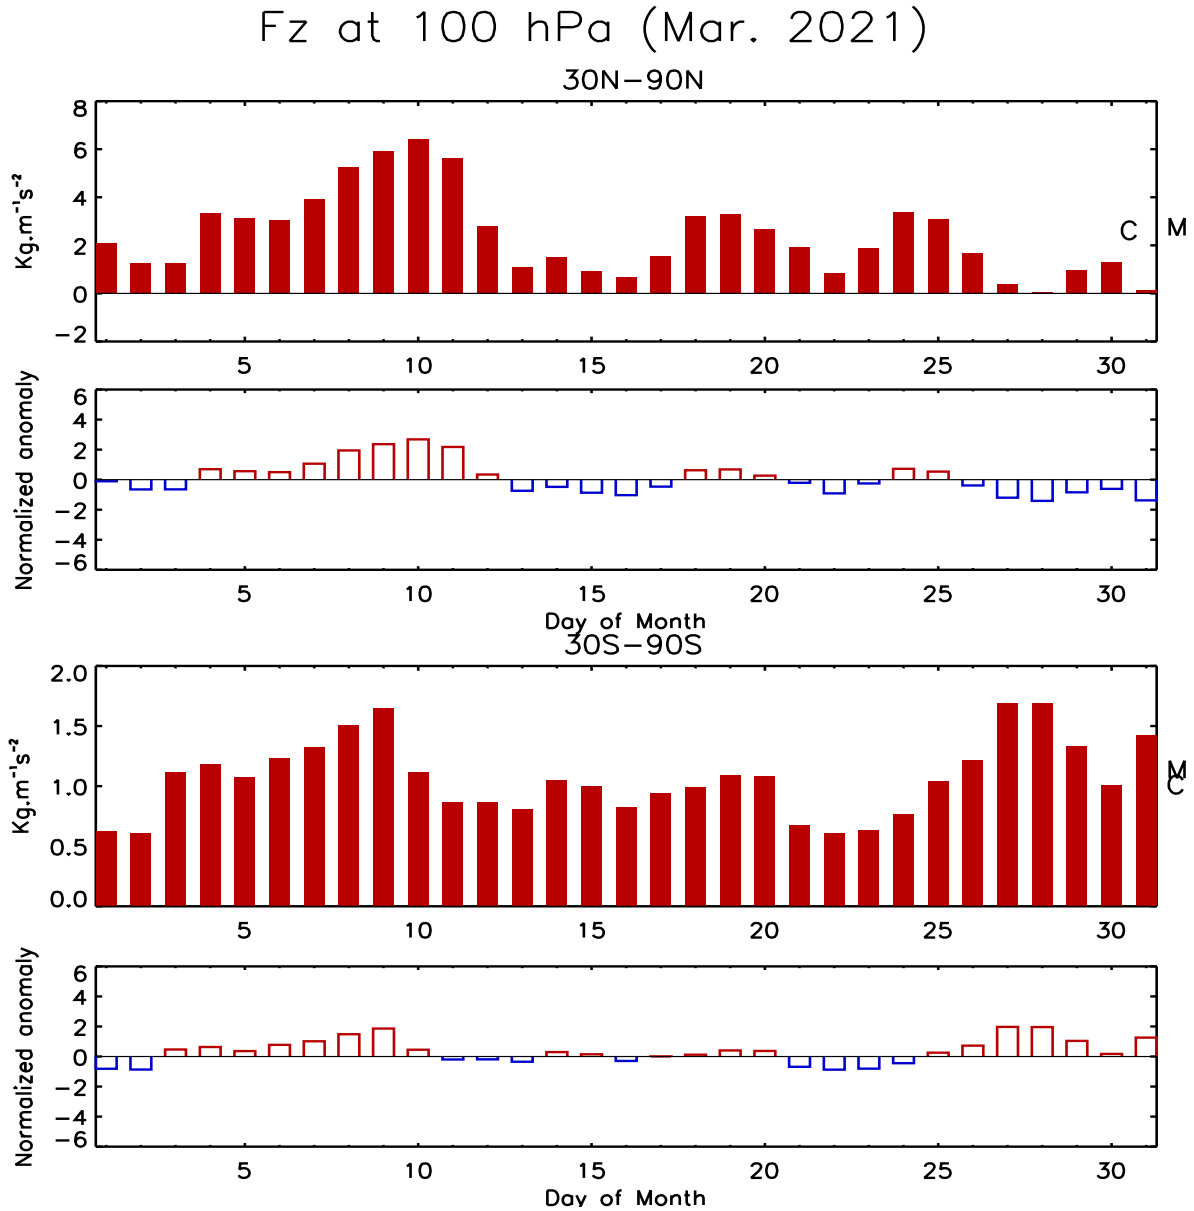 Fz at 100 hPa (Mar. 2021)
30N−90N
8
6
4
2
0
−2
Kg.m⁻¹s⁻²
C
M
5 10 15 20 25 30
6
4
2
0
−2
−4
−6
Normalized anomaly
5 10 15 20 25 30
Day of Month
30S−90S
2.0
1.5
1.0
0.5
0.0
Kg.m⁻¹s⁻²
M
C
5 10 15 20 25 30
6
4
2
0
−2
−4
−6
Normalized anomaly
5 10 15 20 25 30
Day of Month